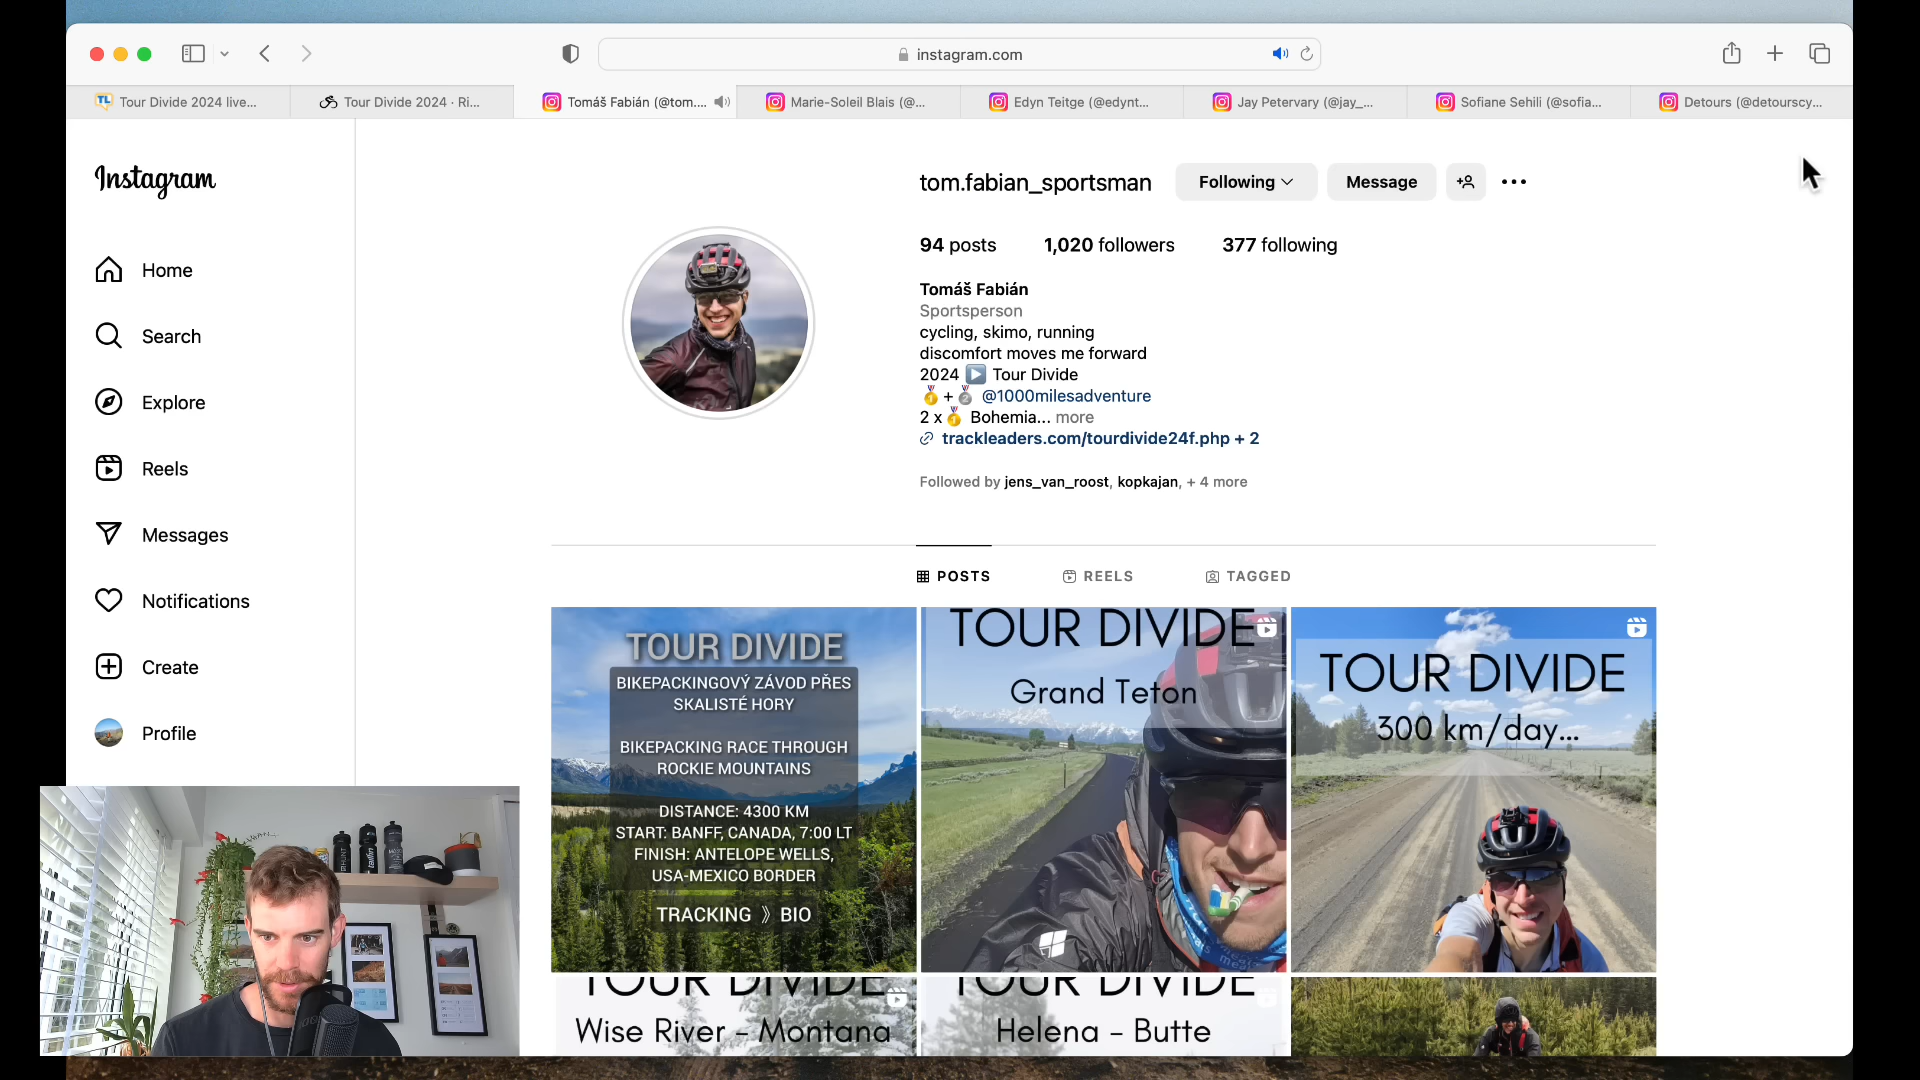 instagram.com
Tour Divide 2024 live...
Tour Divide 2024 · Ri...
Tomáš Fabián (@tom....
Marie-Soleil Blais (@...
Edyn Teitge (@edynt...
Jay Petervary (@jay_...
Sofiane Sehili (@sofia...
Detours (@detourscy...
Instagram
Home
Search
Explore
Reels
Messages
Notifications
Create
Profile
tom.fabian_sportsman
Following
Message
94 posts
1,020 followers
377 following
Tomáš Fabián
Sportsperson
cycling, skimo, running
discomfort moves me forward
2024 ▶️ Tour Divide
🥇+🥈 @1000milesadventure
2 x🥇 Bohemia... more
trackleaders.com/tourdivide24f.php + 2
Followed by jens_van_roost, kopkajan, + 4 more
POSTS
REELS
TAGGED
TOUR DIVIDE
BIKEPACKINGOVÝ ZÁVOD PŘES
SKALISTÉ HORY
BIKEPACKING RACE THROUGH
ROCKIE MOUNTAINS
DISTANCE: 4300 KM
START: BANFF, CANADA, 7:00 LT
FINISH: ANTELOPE WELLS,
USA-MEXICO BORDER
TRACKING 》BIO
TOUR DIVIDE
Grand Teton
TOUR DIVIDE
300 km/day...
TOUR DIVIDE
Wise River - Montana
TOUR DIVIDE
Helena - Butte